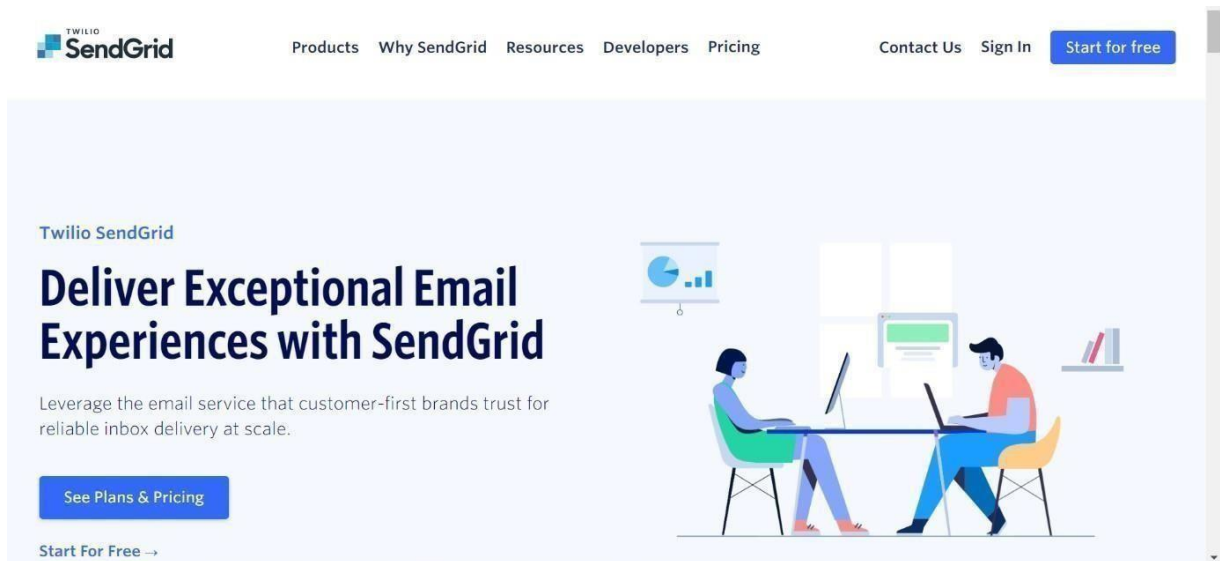 TWILIO
SendGrid
Products Why SendGrid Resources Developers Pricing Contact Us Sign In Start for free
Twilio SendGrid
Deliver Exceptional Email
Experiences with SendGrid
Leverage the email service that customer-first brands trust for
reliable inbox delivery at scale.
See Plans & Pricing
Start For Free →